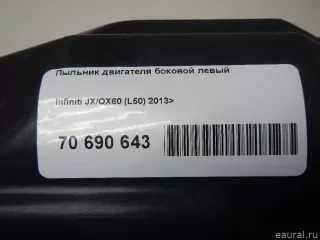 Пыльник двигателя боковой левый
Infiniti JX/QX60 (L50) 2013>
70 690 643
eaural.ru